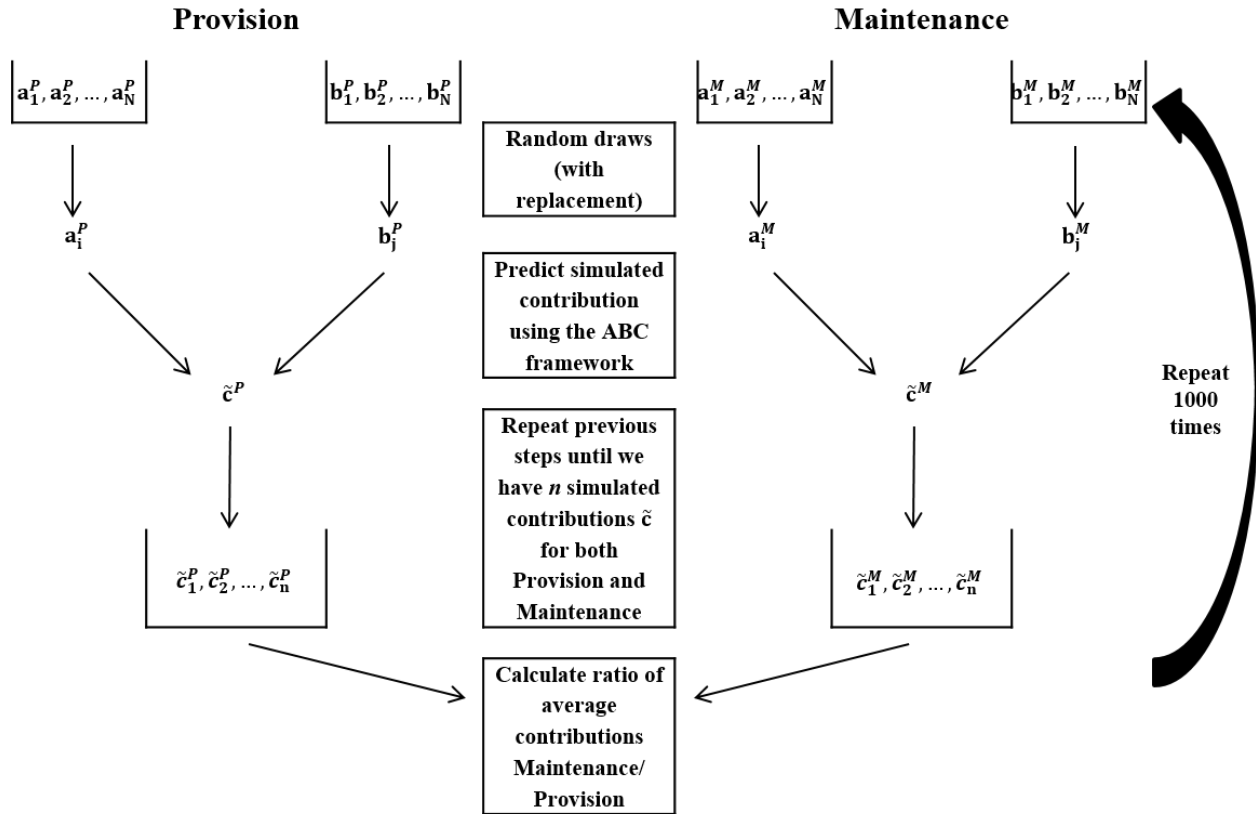 Provision
Maintenance
a₁ᴾ, a₂ᴾ, …, a_Nᴾ
b₁ᴾ, b₂ᴾ, …, b_Nᴾ
a₁ᴹ, a₂ᴹ, …, a_Nᴹ
b₁ᴹ, b₂ᴹ, …, b_Nᴹ
Random draws
(with
replacement)
aᵢᴾ
bⱼᴾ
aᵢᴹ
bⱼᴹ
Predict simulated
contribution
using the ABC
framework
c̃ᴾ
c̃ᴹ
Repeat
1000
times
Repeat previous
steps until we
have n simulated
contributions c̃
for both
Provision and
Maintenance
c̃₁ᴾ, c̃₂ᴾ, …, c̃ₙᴾ
c̃₁ᴹ, c̃₂ᴹ, …, c̃ₙᴹ
Calculate ratio of
average
contributions
Maintenance/
Provision